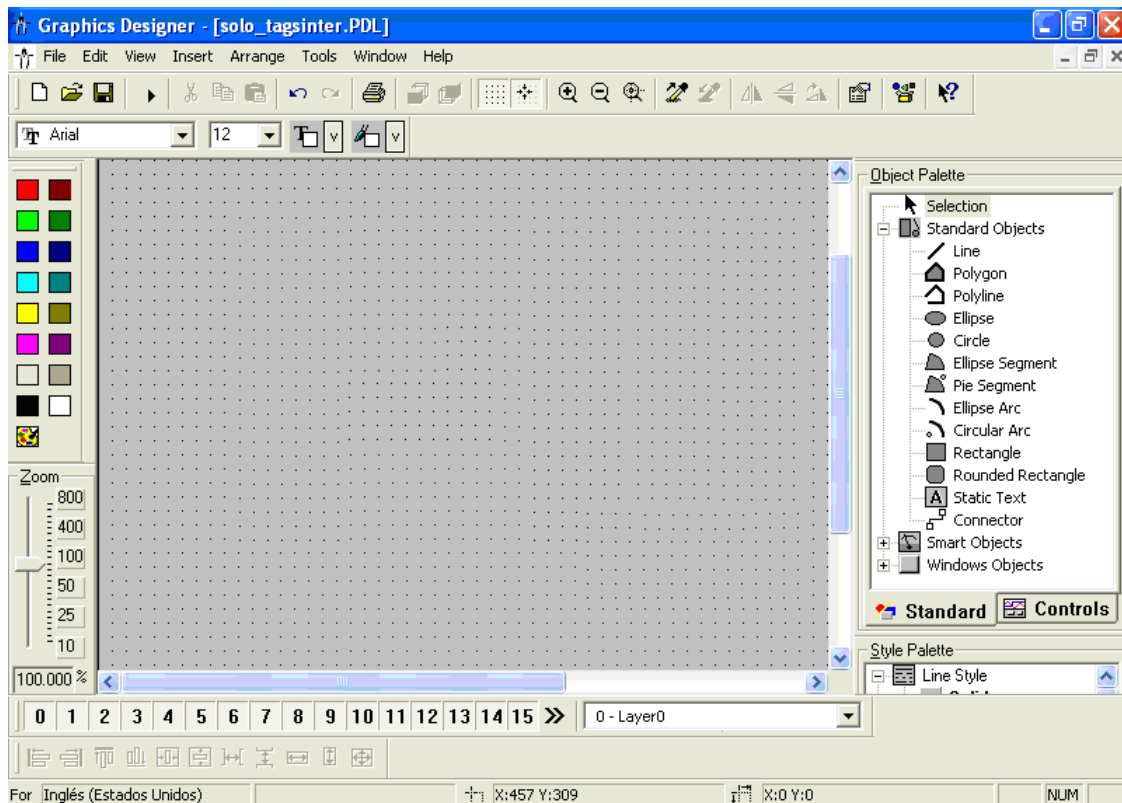 Graphics Designer - [solo_tagsinter.PDL]
File Edit View Insert Arrange Tools Window Help
Arial 12 T v v
Object Palette
Selection
Standard Objects
Line
Polygon
Polyline
Ellipse
Circle
Ellipse Segment
Pie Segment
Ellipse Arc
Circular Arc
Rectangle
Rounded Rectangle
A Static Text
Connector
Smart Objects
Windows Objects
Standard Controls
Style Palette
Line Style
Zoom
800
400
100
50
25
10
100.000 %
0 1 2 3 4 5 6 7 8 9 10 11 12 13 14 15 0 - Layer0
For Inglés (Estados Unidos) X:457 Y:309 X:0 Y:0 NUM